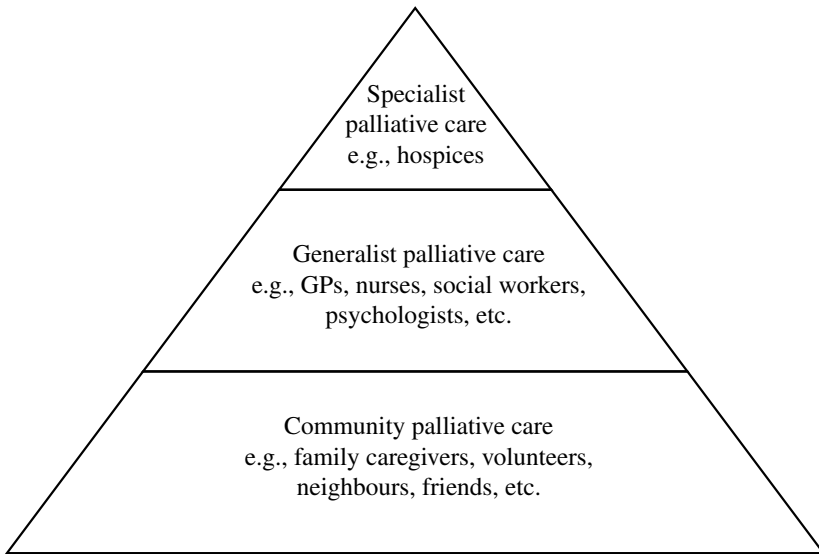 Specialist
palliative care
e.g., hospices
Generalist palliative care
e.g., GPs, nurses, social workers,
psychologists, etc.
Community palliative care
e.g., family caregivers, volunteers,
neighbours, friends, etc.